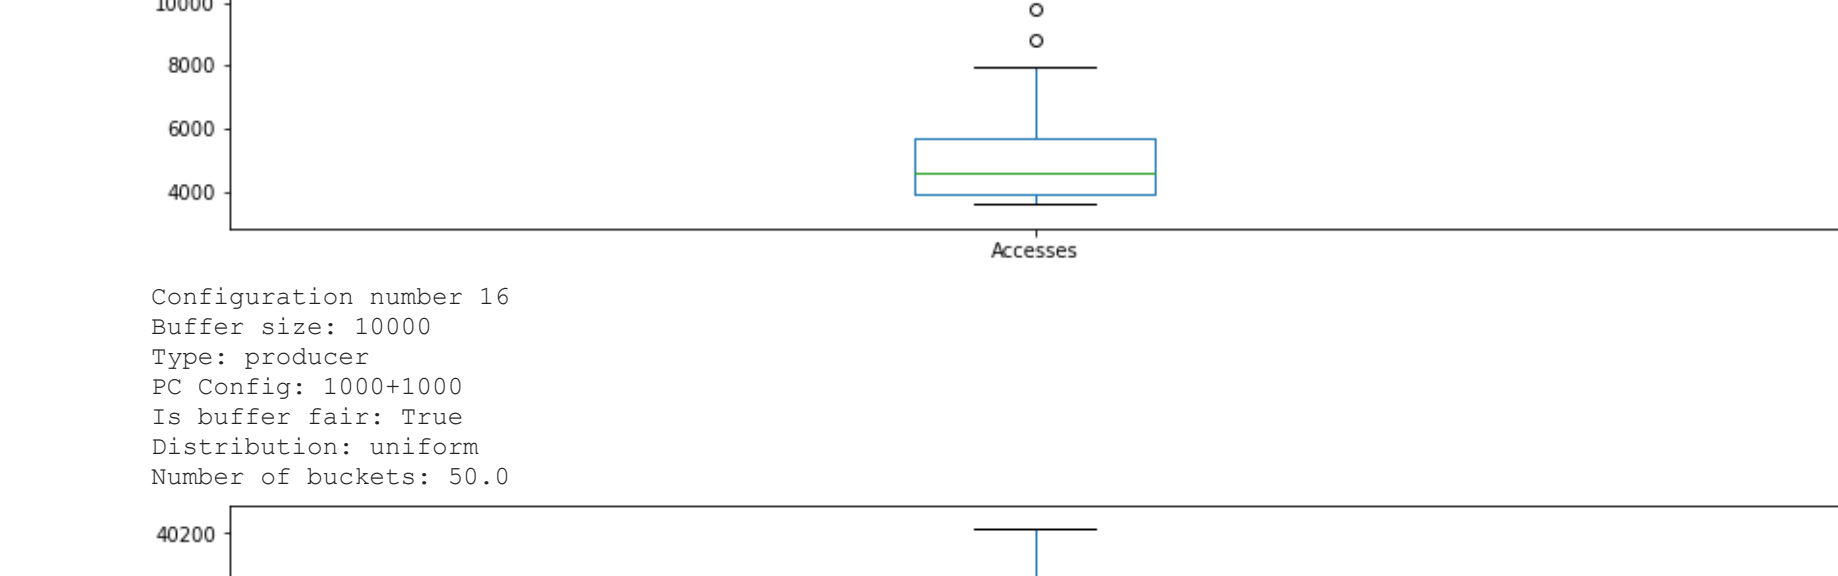 10000
8000
6000
4000
Accesses
Configuration number 16
Buffer size: 10000
Type: producer
PC Config: 1000+1000
Is buffer fair: True
Distribution: uniform
Number of buckets: 50.0
40200